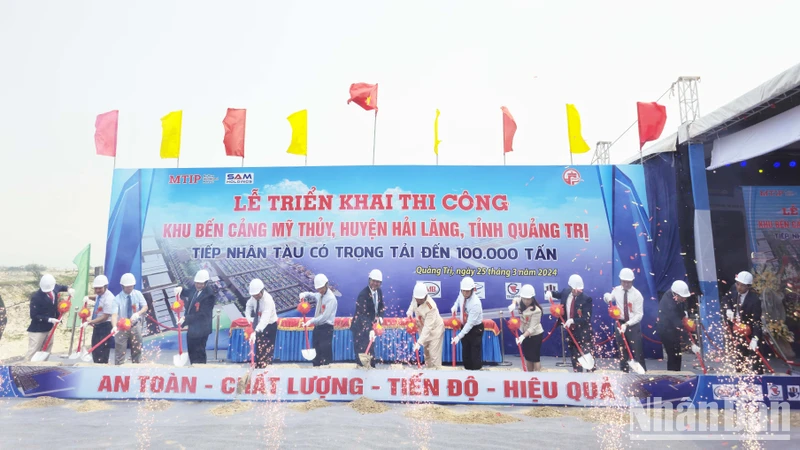 MTIP
SAM
HOLDINGS
LỄ TRIỂN KHAI THI CÔNG
KHU BẾN CẢNG MỸ THỦY, HUYỆN HẢI LĂNG, TỈNH QUẢNG TRỊ
TIẾP NHẬN TÀU CÓ TRỌNG TẢI ĐẾN 100.000 TẤN
Quảng Trị, ngày 25 tháng 3 năm 2024
AN TOÀN - CHẤT LƯỢNG - TIẾN ĐỘ - HIỆU QUẢ
NhanDan